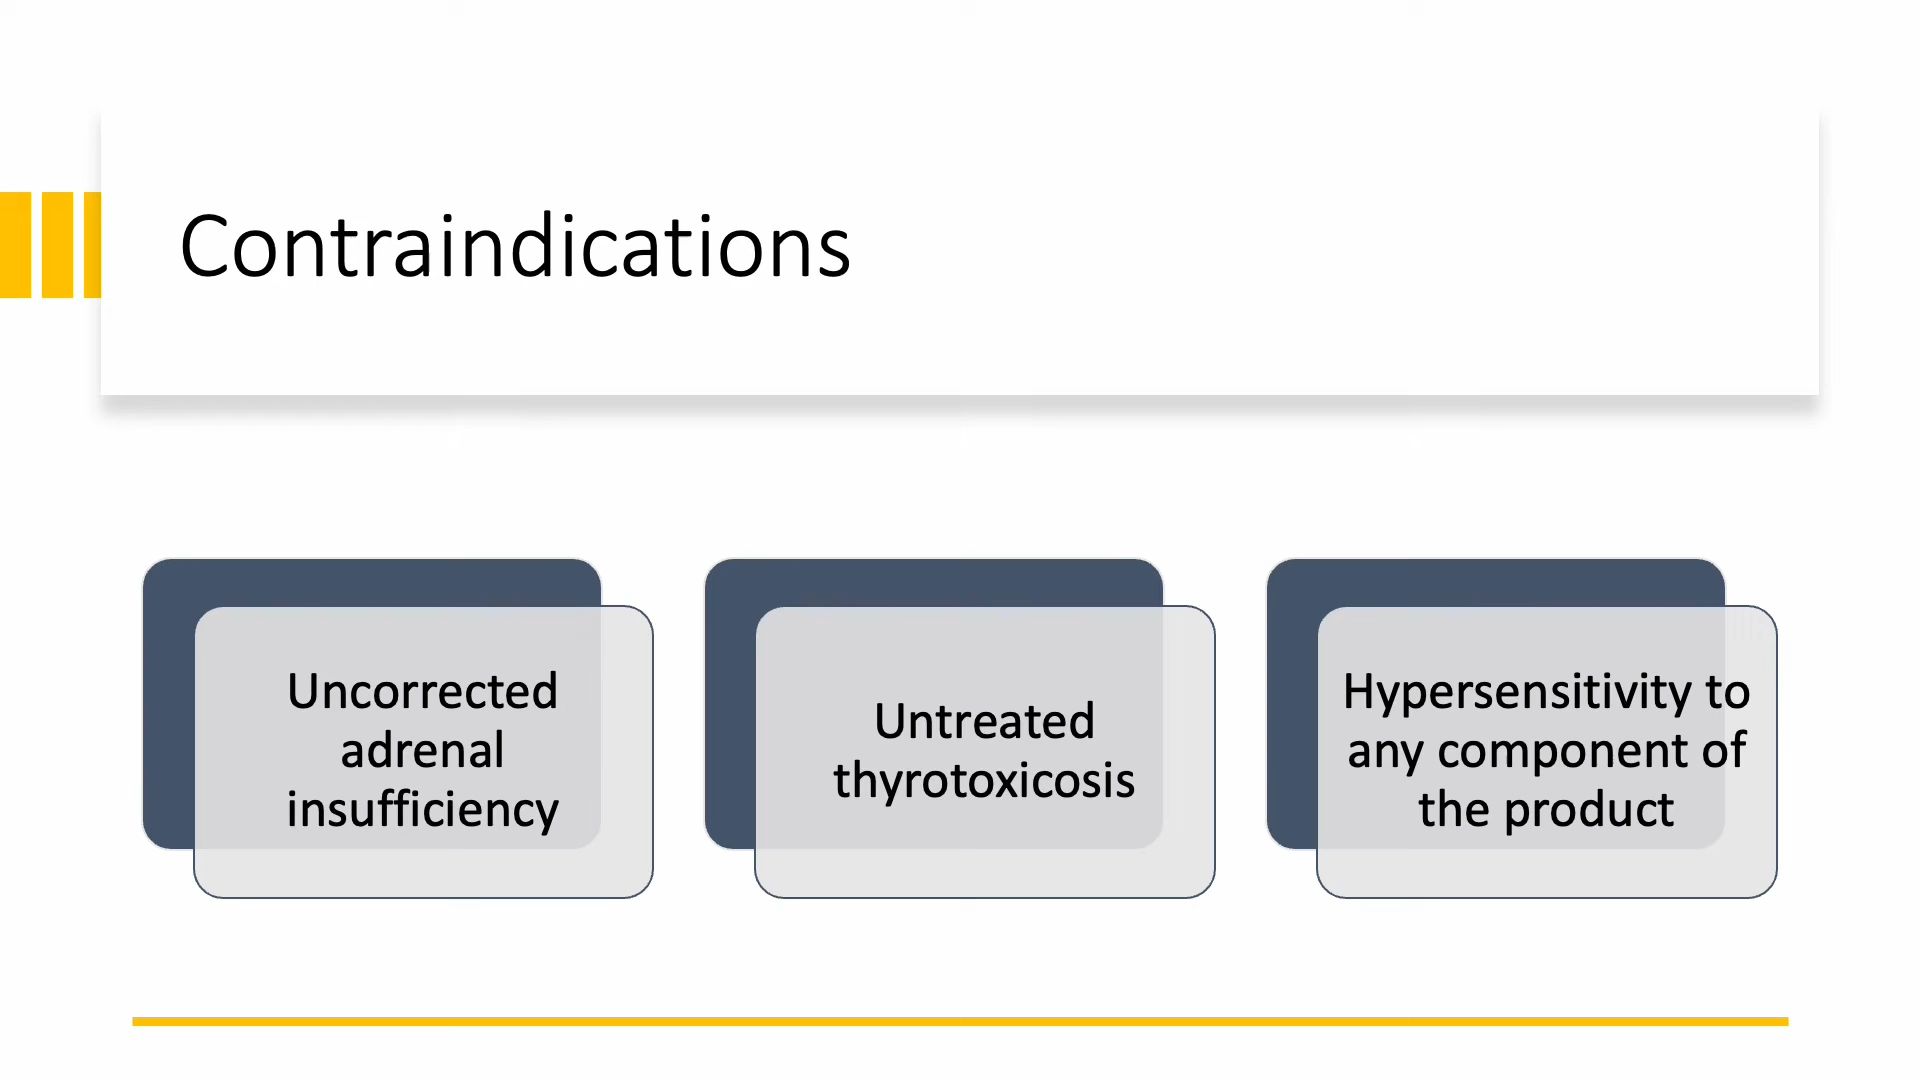 Contraindications
Uncorrected
adrenal
insufficiency
Untreated
thyrotoxicosis
Hypersensitivity to
any component of
the product